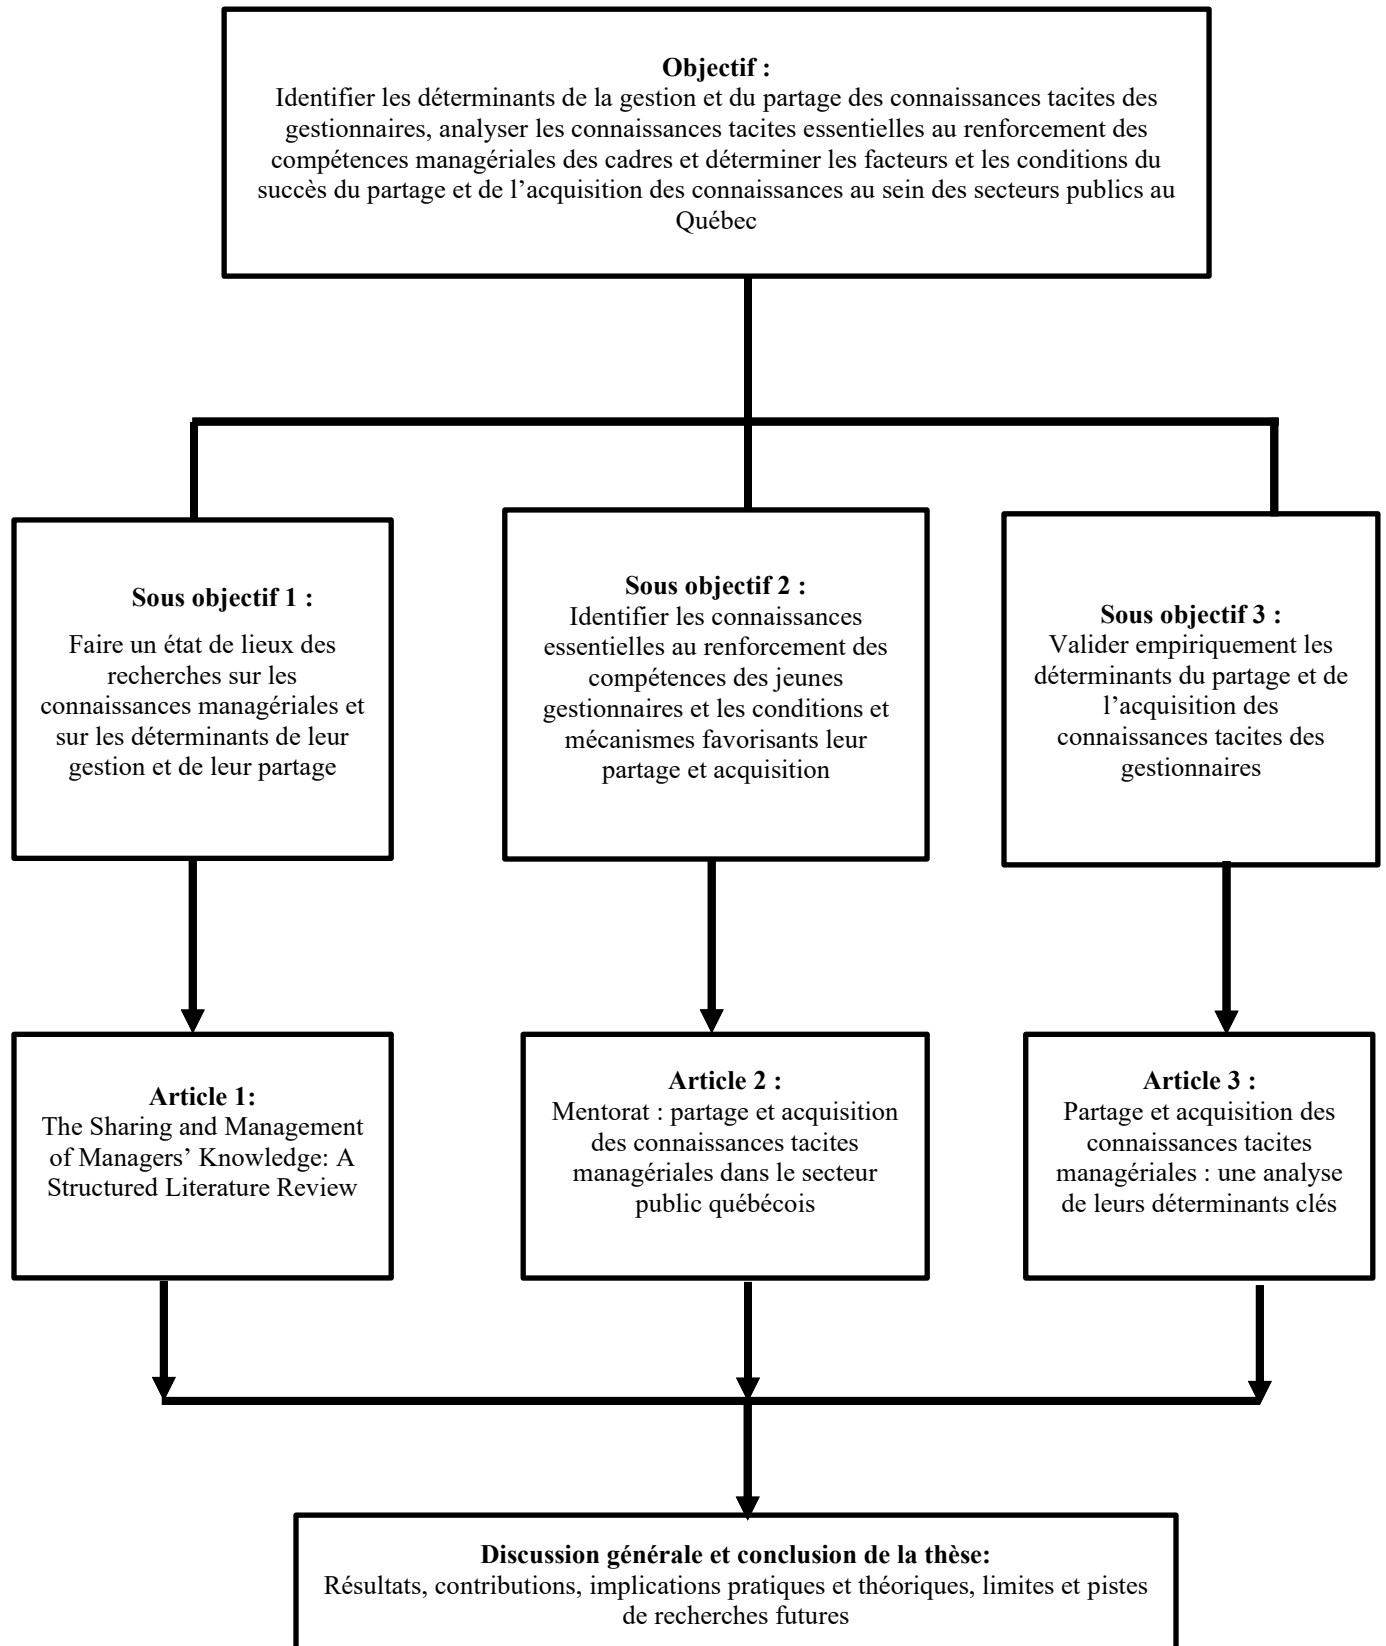 Objectif :
Identifier les déterminants de la gestion et du partage des connaissances tacites des
gestionnaires, analyser les connaissances tacites essentielles au renforcement des
compétences managériales des cadres et déterminer les facteurs et les conditions du
succès du partage et de l’acquisition des connaissances au sein des secteurs publics au
Québec
Sous objectif 1 :
Faire un état de lieux des
recherches sur les
connaissances managériales et
sur les déterminants de leur
gestion et de leur partage
Sous objectif 2 :
Identifier les connaissances
essentielles au renforcement des
compétences des jeunes
gestionnaires et les conditions et
mécanismes favorisants leur
partage et acquisition
Sous objectif 3 :
Valider empiriquement les
déterminants du partage et de
l’acquisition des
connaissances tacites des
gestionnaires
Article 1:
The Sharing and Management
of Managers’ Knowledge: A
Structured Literature Review
Article 2 :
Mentorat : partage et acquisition
des connaissances tacites
managériales dans le secteur
public québécois
Article 3 :
Partage et acquisition des
connaissances tacites
managériales : une analyse
de leurs déterminants clés
Discussion générale et conclusion de la thèse:
Résultats, contributions, implications pratiques et théoriques, limites et pistes
de recherches futures